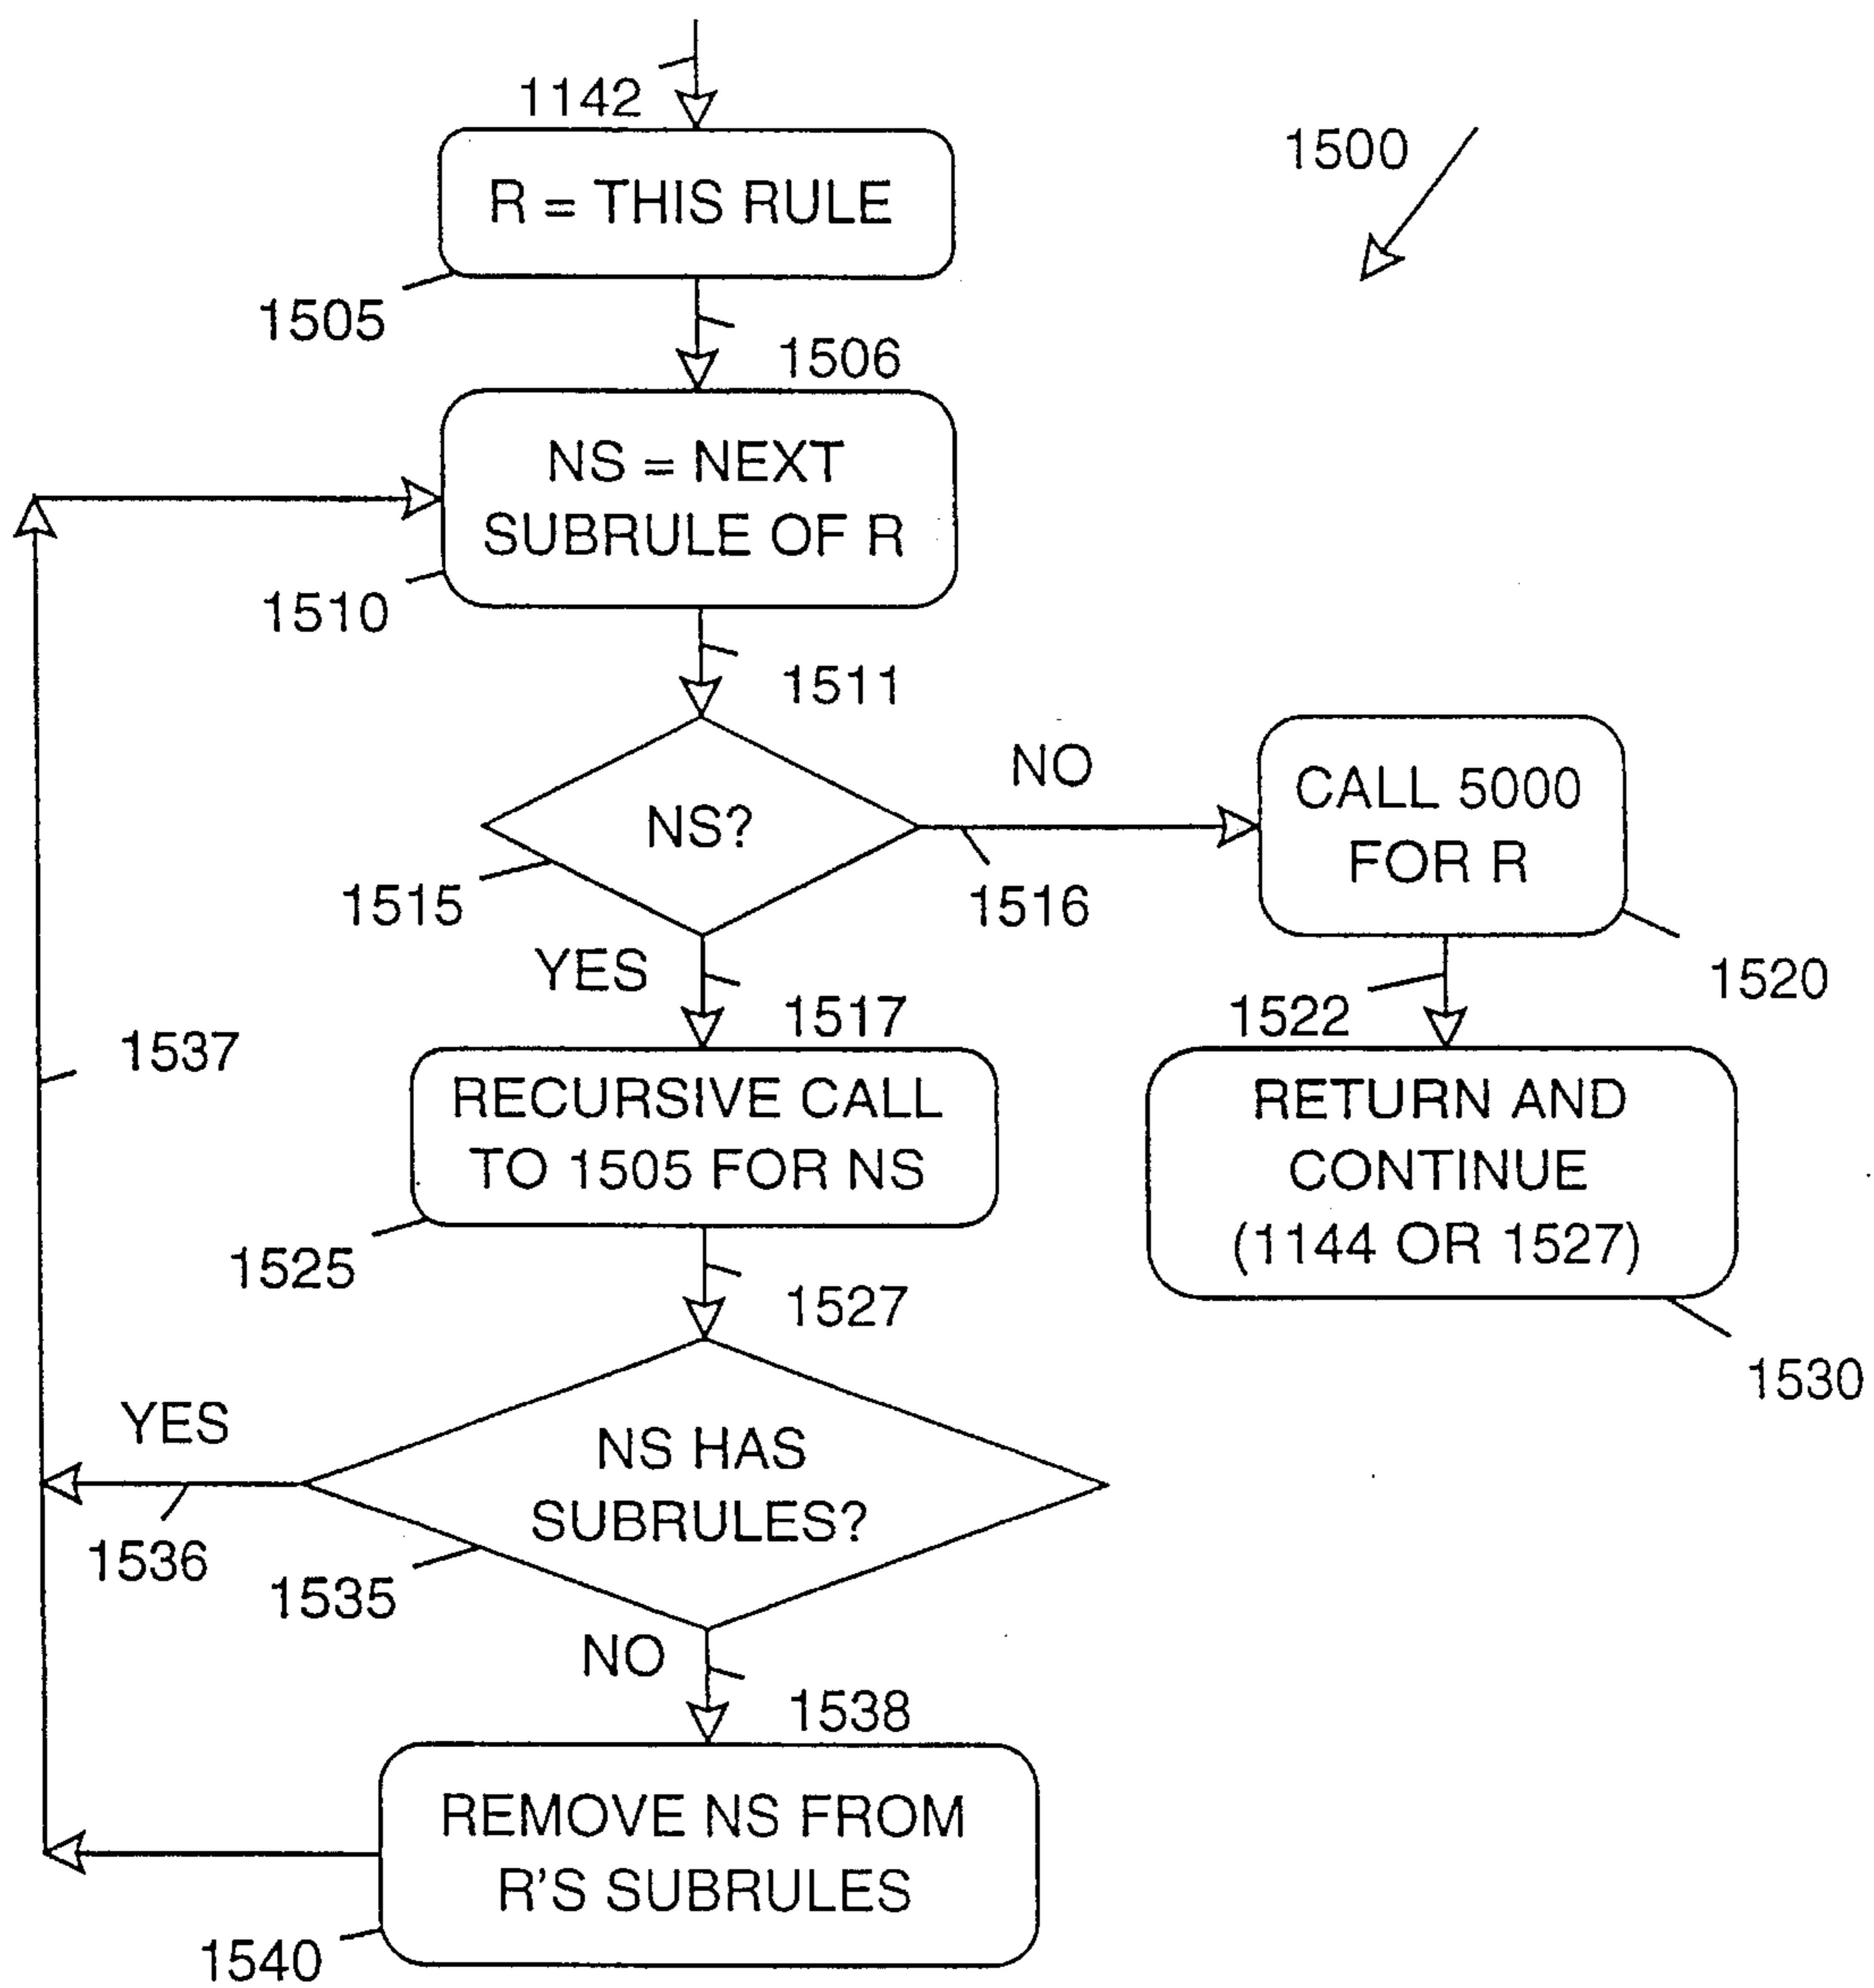 1142
1500
R = THIS RULE
1505
1506
NS = NEXT
SUBRULE OF R
1510
1511
NS?
NO
1515
1516
CALL 5000
FOR R
1520
YES
1517
1522
1537
RECURSIVE CALL
TO 1505 FOR NS
1525
RETURN AND
CONTINUE
(1144 OR 1527)
1530
1527
NS HAS
SUBRULES?
YES
1536
1535
NO
1538
REMOVE NS FROM
R'S SUBRULES
1540